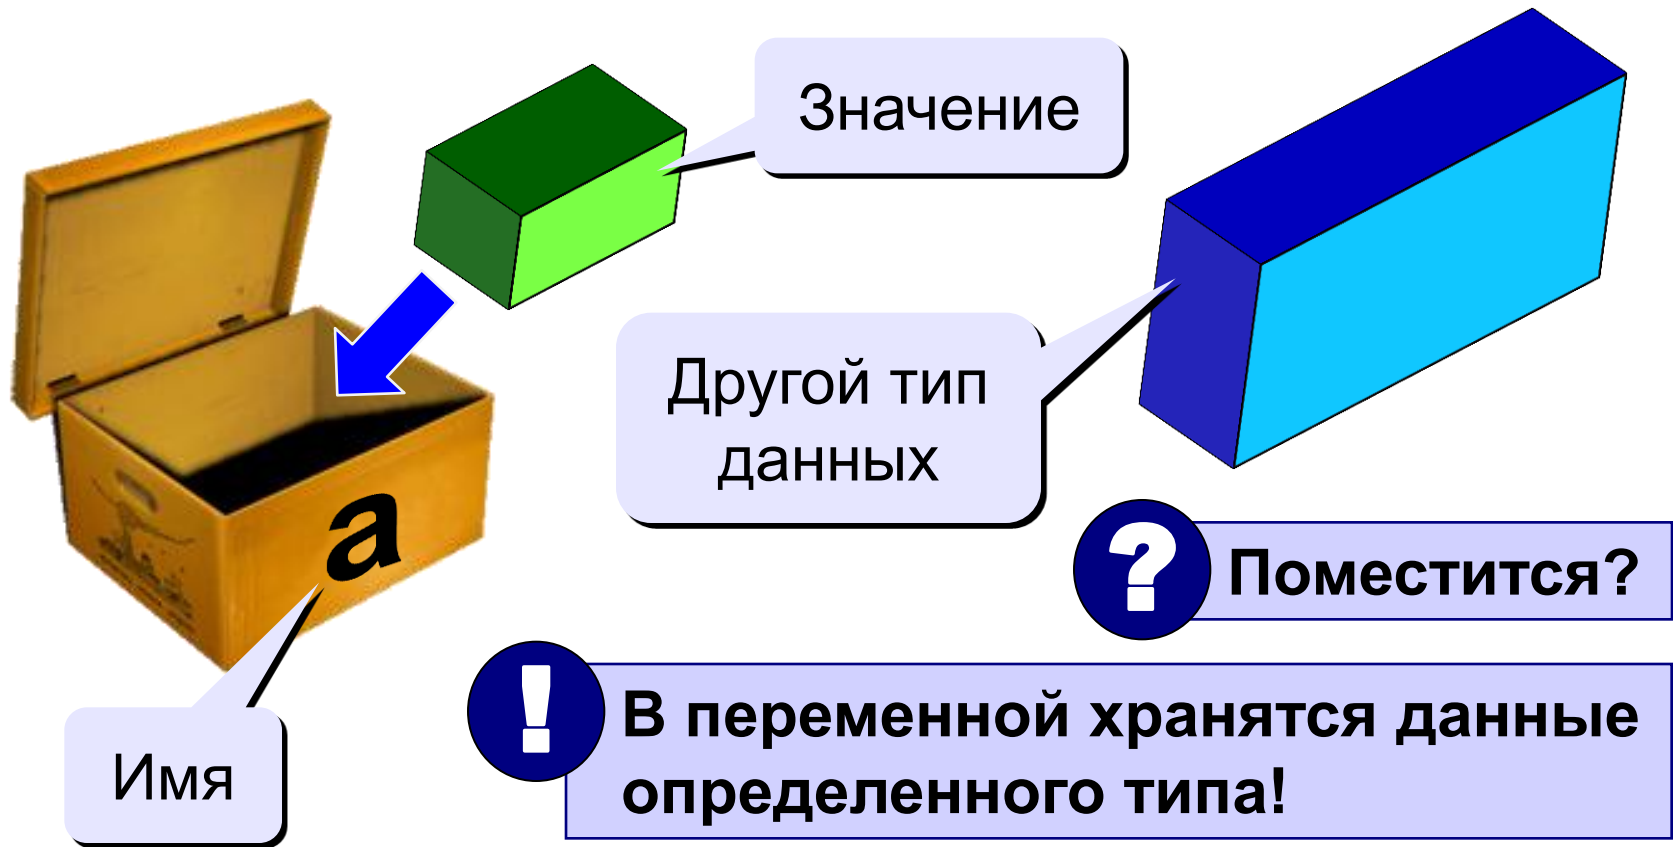 Значение
Другой тип
данных
a
?
Поместится?
!
В переменной хранятся данные
определенного типа!
Имя